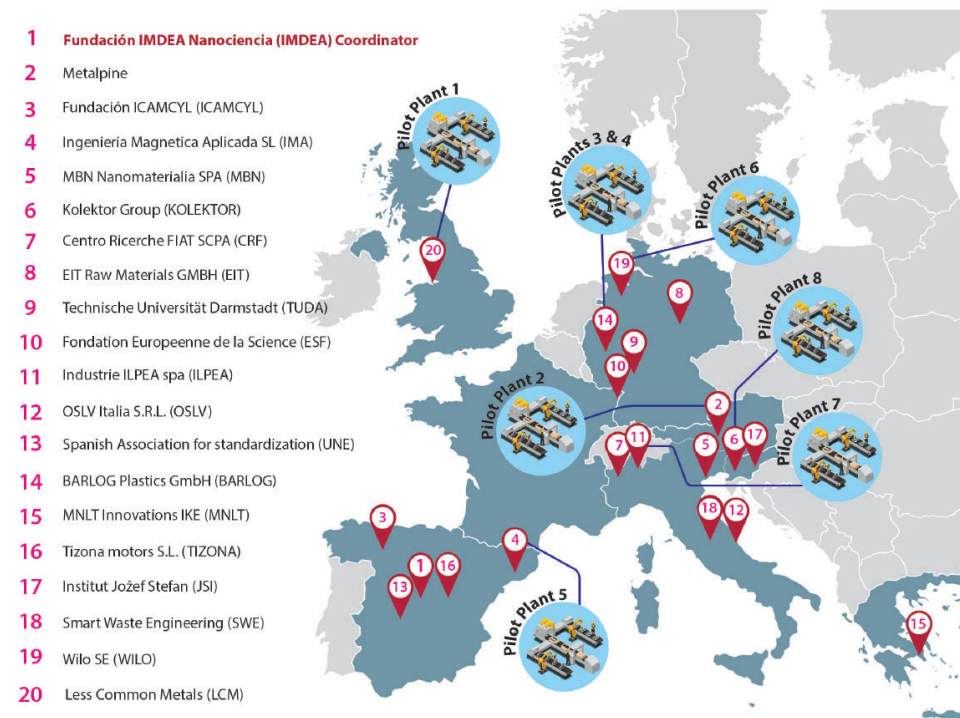 1 Fundación IMDEA Nanociencia (IMDEA) Coordinator
2 Metalpine
3 Fundación ICAMCYL (ICAMCYL)
4 Ingeniería Magnetica Aplicada SL (IMA)
5 MBN Nanomaterialia SPA (MBN)
6 Kolektor Group (KOLEKTOR)
7 Centro Ricerche FIAT SCPA (CRF)
8 EIT Raw Materials GMBH (EIT)
9 Technische Universität Darmstadt (TUDA)
10 Fondation Europeenne de la Science (ESF)
11 Industrie ILPEA spa (ILPEA)
12 OSLV Italia S.R.L. (OSLV)
13 Spanish Association for standardization (UNE)
14 BARLOG Plastics GmbH (BARLOG)
15 MNLT Innovations IKE (MNLT)
16 Tizona motors S.L. (TIZONA)
17 Institut Jožef Stefan (JSI)
18 Smart Waste Engineering (SWE)
19 Wilo SE (WILO)
20 Less Common Metals (LCM)
Pilot Plant 1
Pilot Plants 3 & 4
Pilot Plant 6
Pilot Plant 8
Pilot Plant 2
Pilot Plant 7
Pilot Plant 5
20
19
8
14
9
10
2
7
11
5
6
17
18
12
3
4
1
16
13
15